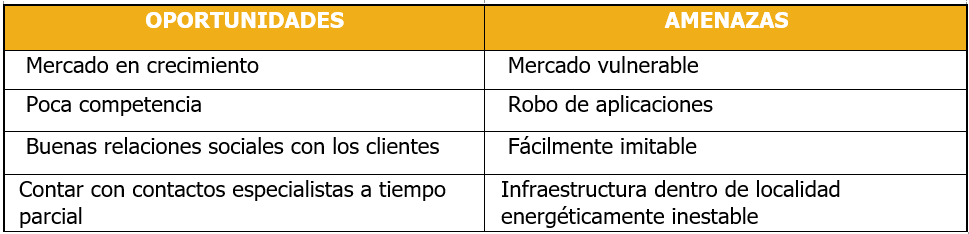 OPORTUNIDADES AMENAZAS
Mercado en crecimiento Mercado vulnerable
Poca competencia Robo de aplicaciones
Buenas relaciones sociales con los clientes Fácilmente imitable
Contar con contactos especialistas a tiempo
parcial
Infraestructura dentro de localidad
energéticamente inestable